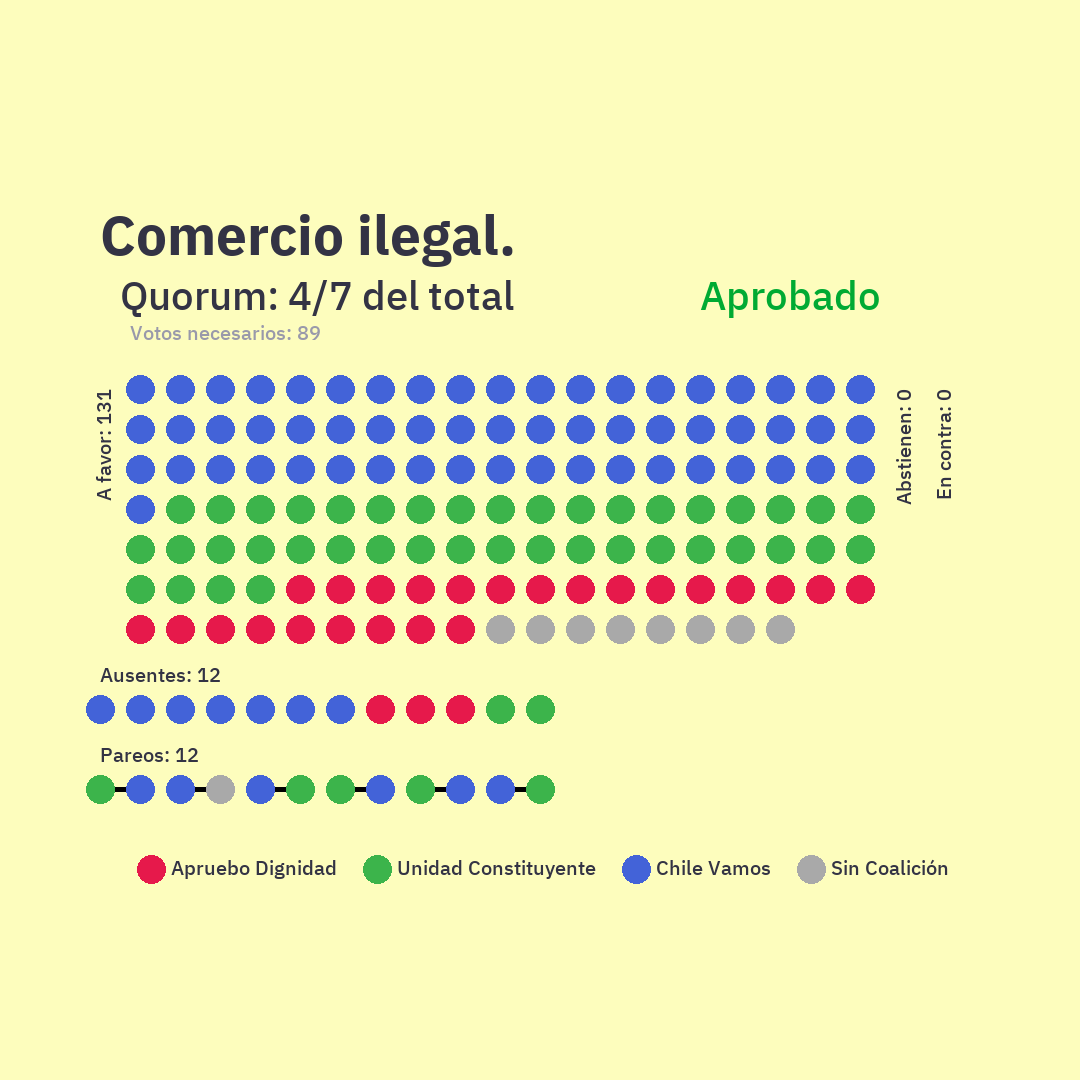 Comercio ilegal.
Quorum: 4/7 del total
Aprobado
Votos necesarios: 89
A favor: 131
Abstienen: 0
En contra: 0
Ausentes: 12
Pareos: 12
Apruebo Dignidad
Unidad Constituyente
Chile Vamos
Sin Coalición